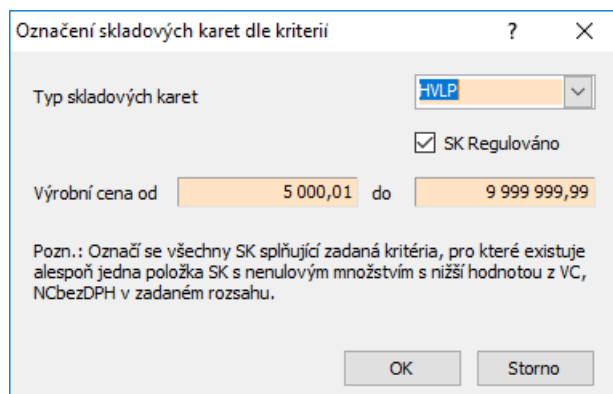 Označení skladových karet dle kriterií ?
Typ skladových karet HVLP
SK Regulováno
Výrobní cena od 5 000,01 do 9 999 999,99
Pozn.: Označí se všechny SK splňující zadaná kritéria, pro které existuje
alespoň jedna položka SK s nenulovým množstvím s nižší hodnotou z VC,
NCbezDPH v zadaném rozsahu.
OK Storno